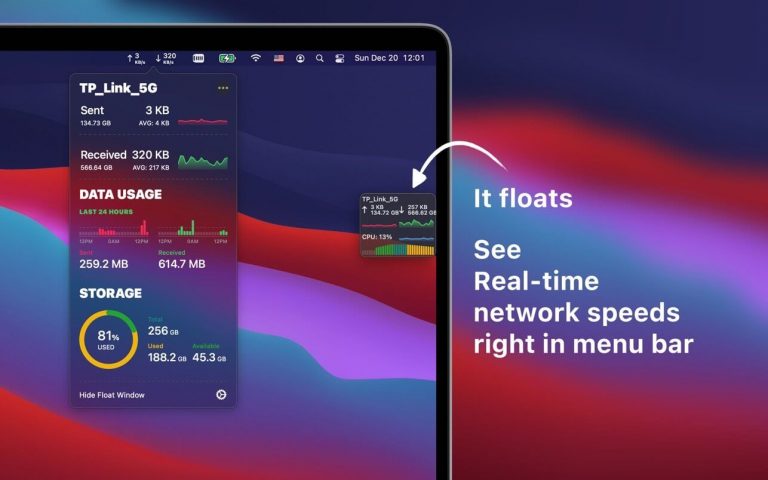 ↑ 3 KB/s ↓ 320 KB/s Sun Dec 20 12:01
TP_Link_5G ...
Sent 3 KB
134.73 GB AVG: 4 KB
Received 320 KB
566.64 GB AVG: 217 KB
DATA USAGE
LAST 24 HOURS
12PM 0AM 12PM 12PM 0AM 12PM
Sent Received
259.2 MB 614.7 MB
STORAGE
81%
USED
Total
256 GB
Used Available
188.2 GB 45.3 GB
Hide Float Window
TP_Link_5G
↑ 3 KB ↓ 257 KB
134.72 GB 566.62 GB
CPU: 13%
It floats
See
Real-time
network speeds
right in menu bar